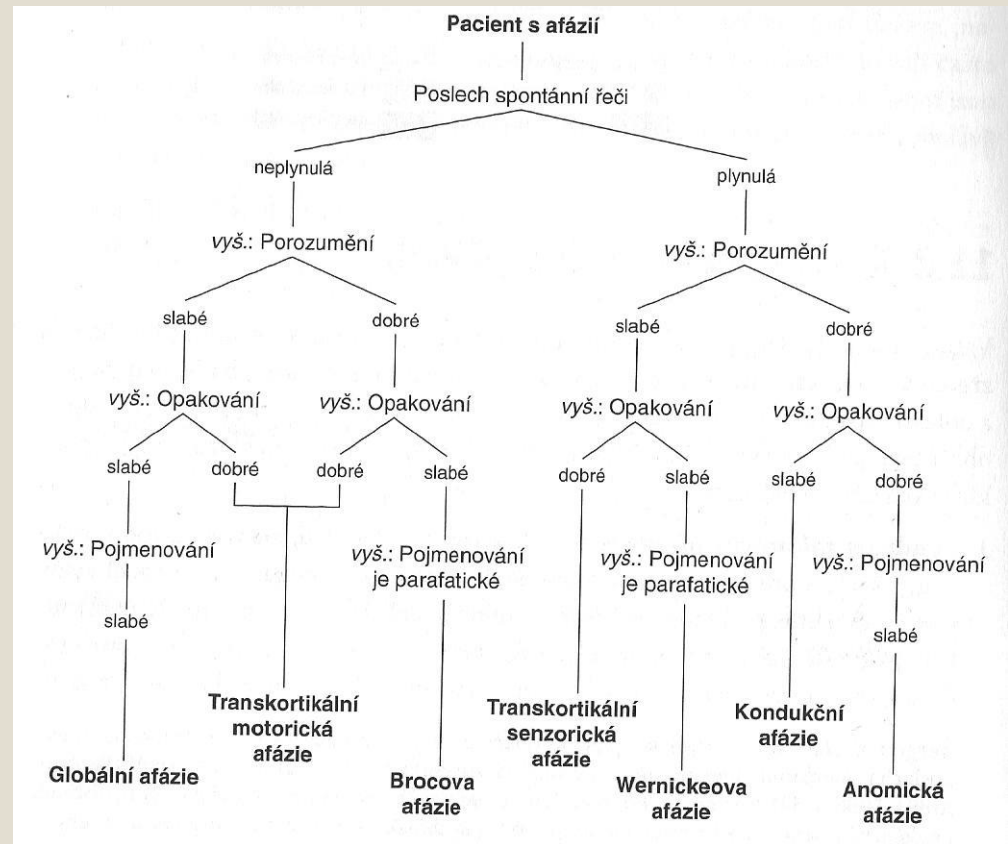 Pacient s afázií
Poslech spontánní řeči
neplynulá
plynulá
vyš.: Porozumění
vyš.: Porozumění
slabé
dobré
slabé
dobré
vyš.: Opakování
vyš.: Opakování
vyš.: Opakování
vyš.: Opakování
slabé
dobré
dobré
slabé
dobré
slabé
slabé
dobré
vyš.: Pojmenování
vyš.: Pojmenování
je parafatické
vyš.: Pojmenování
je parafatické
vyš.: Pojmenování
slabé
slabé
Transkortikální
motorická
afázie
Transkortikální
senzorická
afázie
Kondukční
afázie
Globální afázie
Brocova
afázie
Wernickeova
afázie
Anomická
afázie